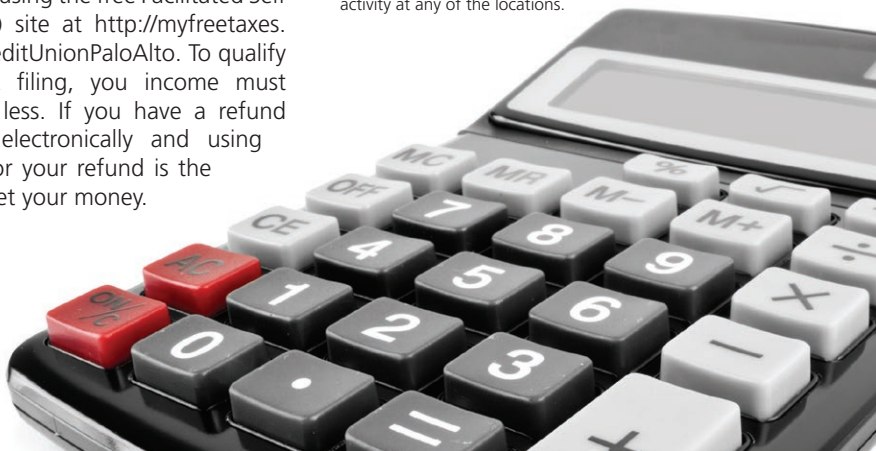 using the free Facilitated Self
site at http://myfreetaxes.
editUnionPaloAlto. To qualify
filing, you income must
less. If you have a refund
electronically and using
or your refund is the
et your money.
activity at any of the locations.
MC
OFF MR % √
CE 7 M- M+
AC 4 8 ÷
ON/C 1 5 9 ×
0 2 6 −
. 3
= +